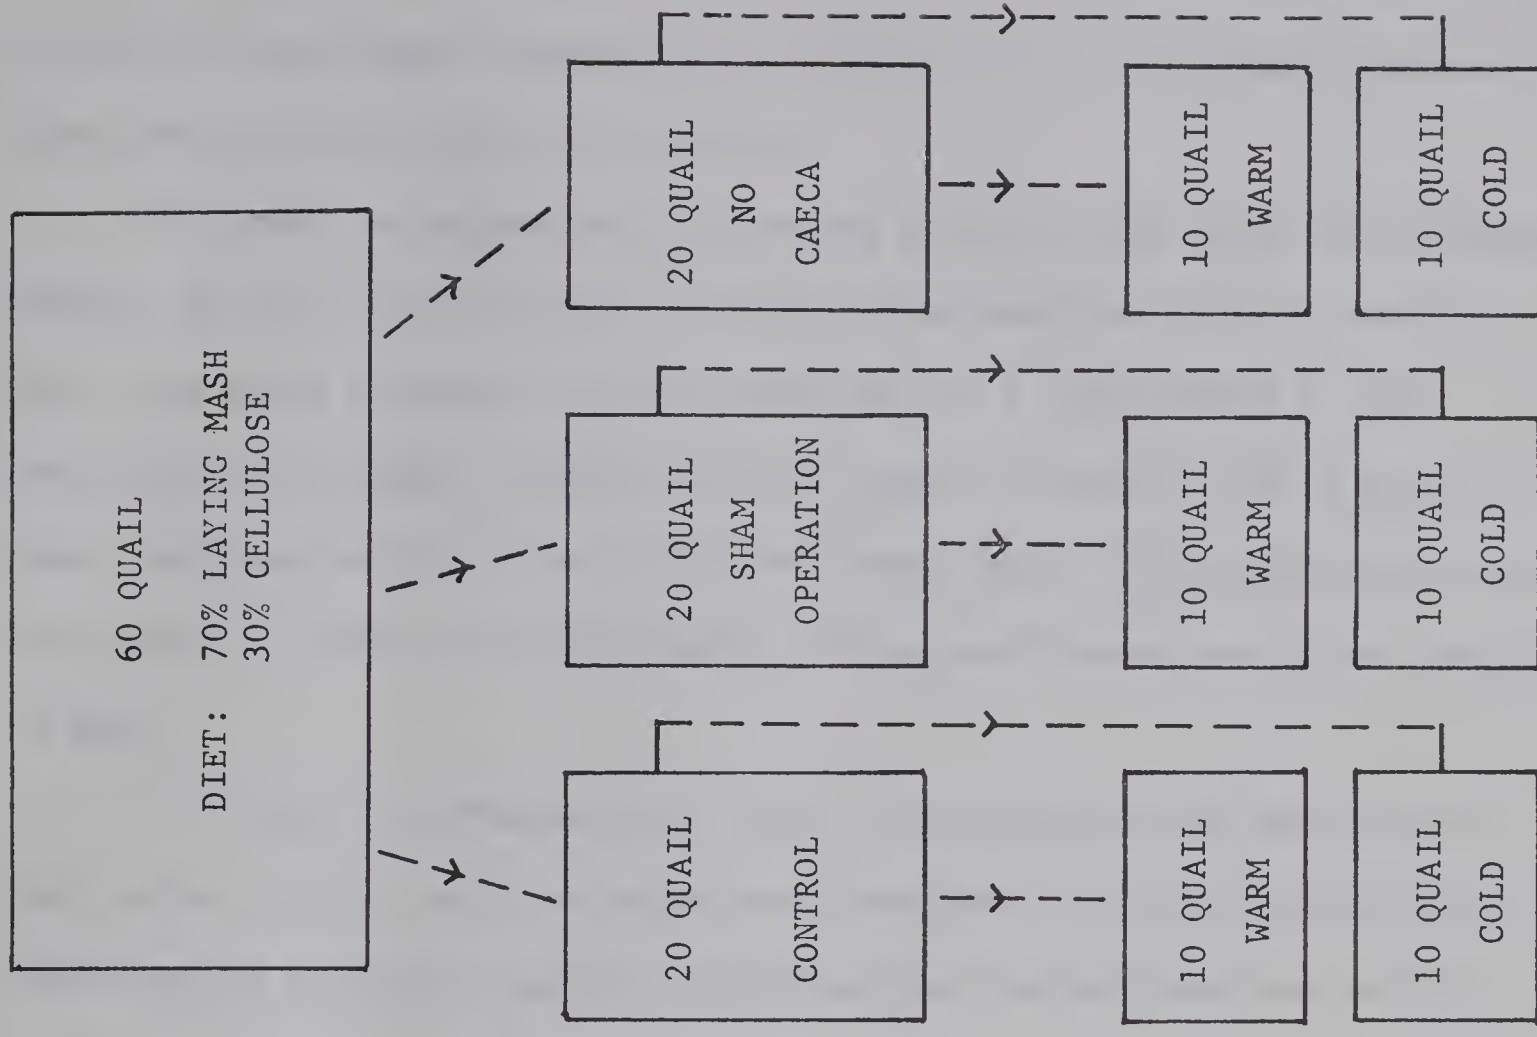 60 QUAIL
DIET: 70% LAYING MASH
30% CELLULOSE
20 QUAIL
CONTROL
20 QUAIL
SHAM
OPERATION
20 QUAIL
NO
CAECA
10 QUAIL
WARM
10 QUAIL
WARM
10 QUAIL
WARM
10 QUAIL
COLD
10 QUAIL
COLD
10 QUAIL
COLD